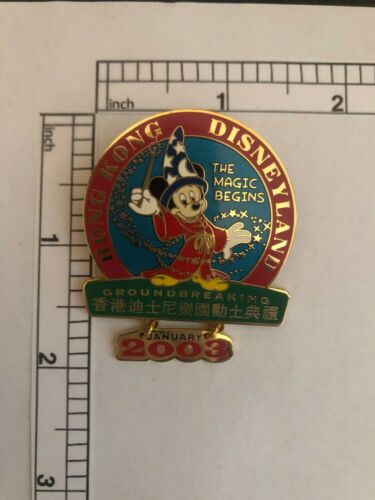 inch
1
2
inch
1
2
3
HONG KONG DISNEYLAND
THE
MAGIC
BEGINS
GROUNDBREAKING
香港迪士尼樂園動土典禮
JANUARY
2003